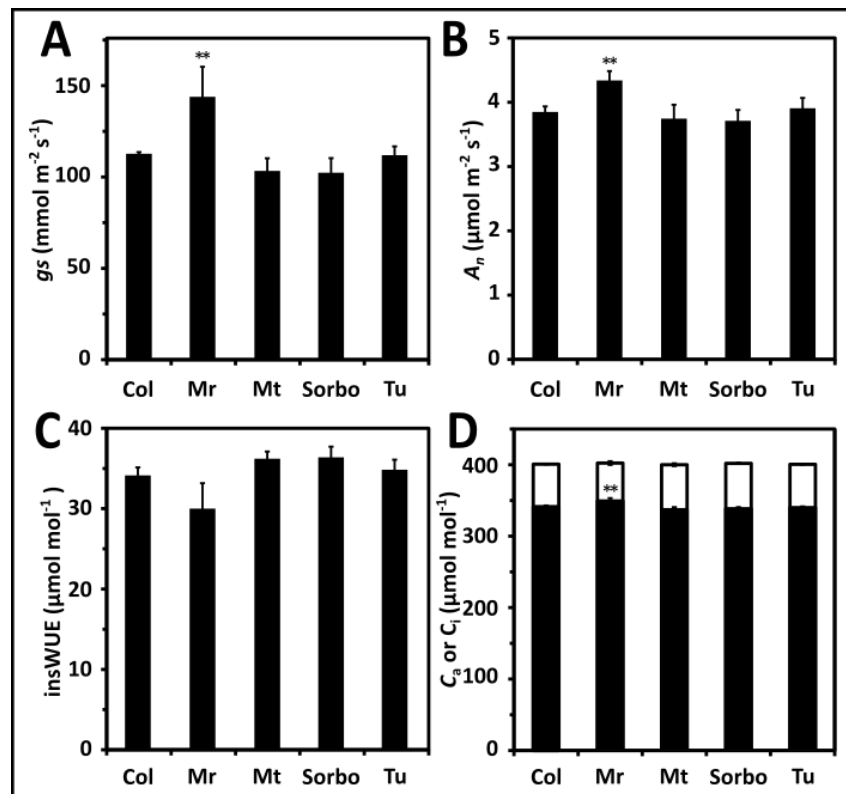 A
gs (mmol m⁻² s⁻¹)
150
100
50
0
**
Col Mr Mt Sorbo Tu
B
Aₙ (µmol m⁻² s⁻¹)
5
4
3
2
1
0
**
Col Mr Mt Sorbo Tu
C
insWUE (µmol mol⁻¹)
40
30
20
10
0
Col Mr Mt Sorbo Tu
D
Cₐ or Cᵢ (µmol mol⁻¹)
400
300
200
100
0
**
Col Mr Mt Sorbo Tu